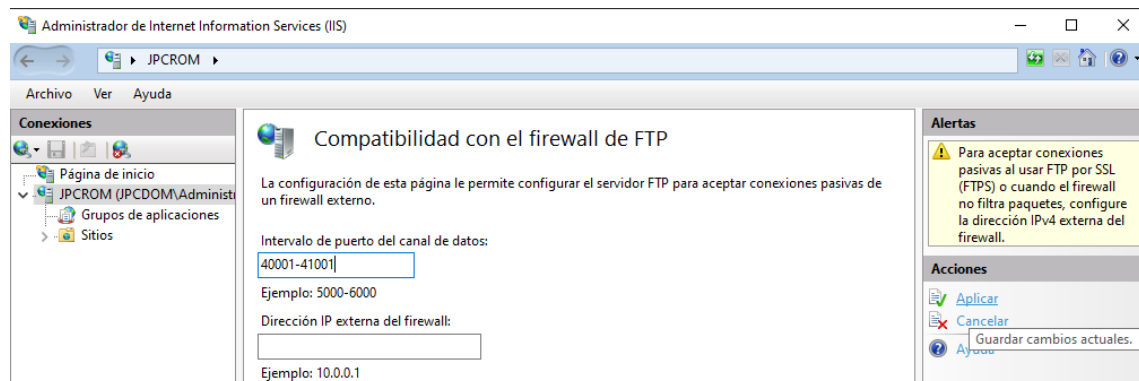 Administrador de Internet Information Services (IIS)
JPCROM
Archivo Ver Ayuda
Conexiones
Página de inicio
JPCROM (JPCDOM\Administr
Grupos de aplicaciones
Sitios
Compatibilidad con el firewall de FTP
La configuración de esta página le permite configurar el servidor FTP para aceptar conexiones pasivas de
un firewall externo.
Intervalo de puerto del canal de datos:
40001-41001
Ejemplo: 5000-6000
Dirección IP externa del firewall:
Ejemplo: 10.0.0.1
Alertas
Para aceptar conexiones
pasivas al usar FTP por SSL
(FTPS) o cuando el firewall
no filtra paquetes, configure
la dirección IPv4 externa del
firewall.
Acciones
Aplicar
Cancelar
Guardar cambios actuales.